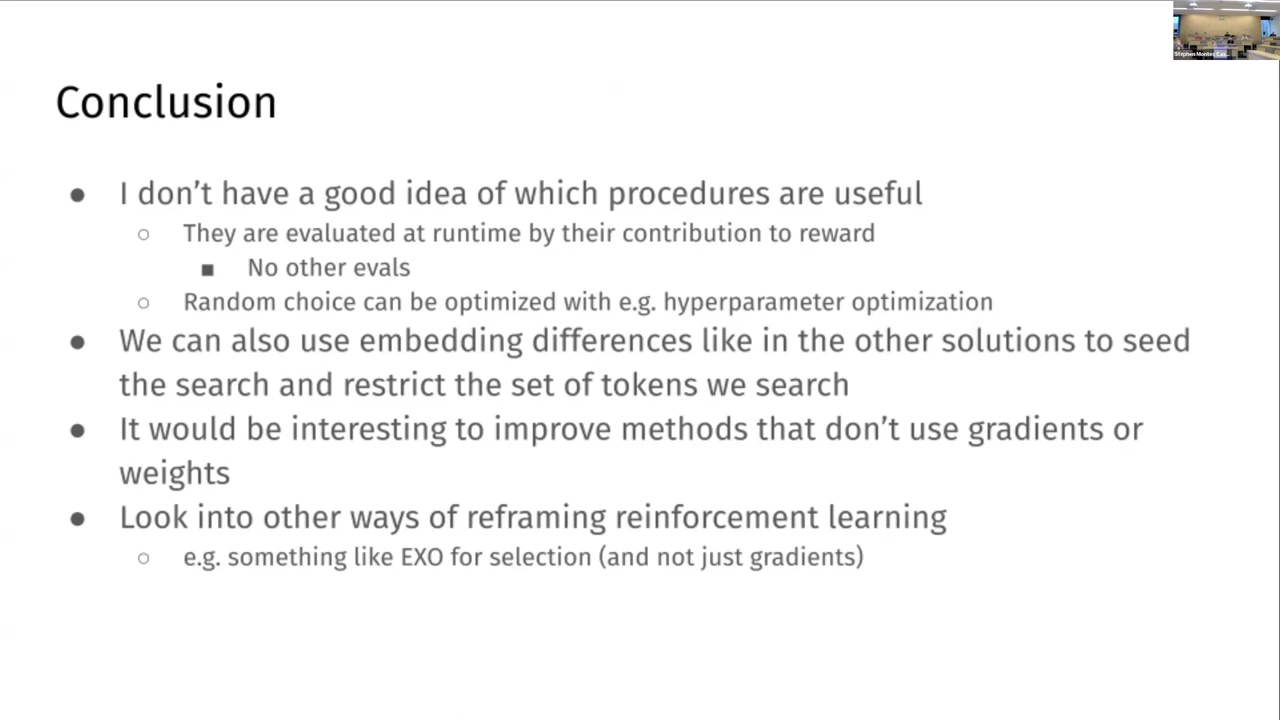 Stephen Montes Cas...
Conclusion
● I don't have a good idea of which procedures are useful
○ They are evaluated at runtime by their contribution to reward
■ No other evals
○ Random choice can be optimized with e.g. hyperparameter optimization
● We can also use embedding differences like in the other solutions to seed
the search and restrict the set of tokens we search
● It would be interesting to improve methods that don't use gradients or
weights
● Look into other ways of reframing reinforcement learning
○ e.g. something like EXO for selection (and not just gradients)